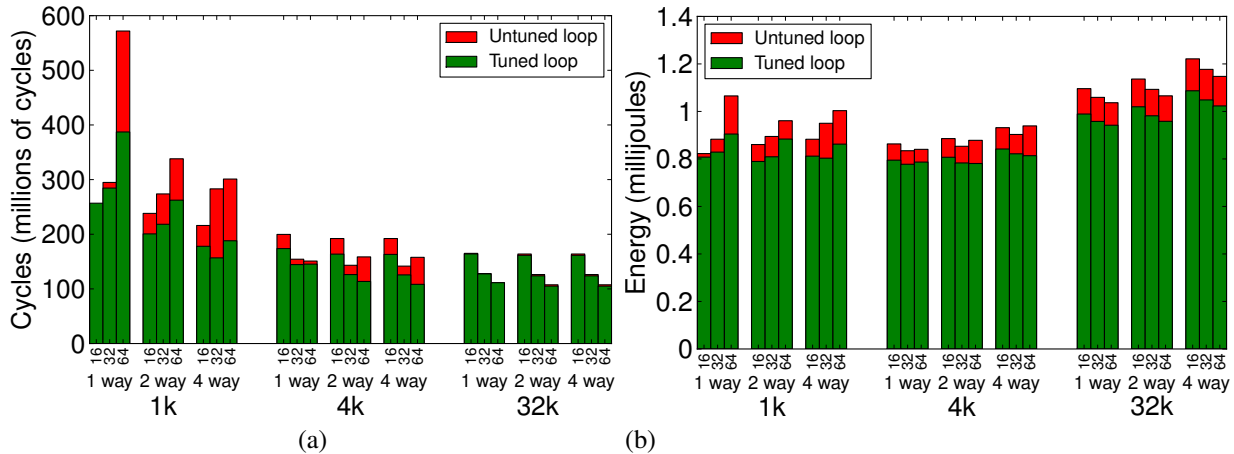 600
500
400
300
200
100
0
Cycles (millions of cycles)
Untuned loop
Tuned loop
16 32 64 16 32 64 16 32 64 16 32 64 16 32 64 16 32 64 16 32 64 16 32 64 16 32 64
1 way 2 way 4 way 1 way 2 way 4 way 1 way 2 way 4 way
1k 4k 32k
(a)
1.4
1.2
1
0.8
0.6
0.4
0.2
0
Energy (millijoules)
Untuned loop
Tuned loop
16 32 64 16 32 64 16 32 64 16 32 64 16 32 64 16 32 64 16 32 64 16 32 64 16 32 64
1 way 2 way 4 way 1 way 2 way 4 way 1 way 2 way 4 way
1k 4k 32k
(b)